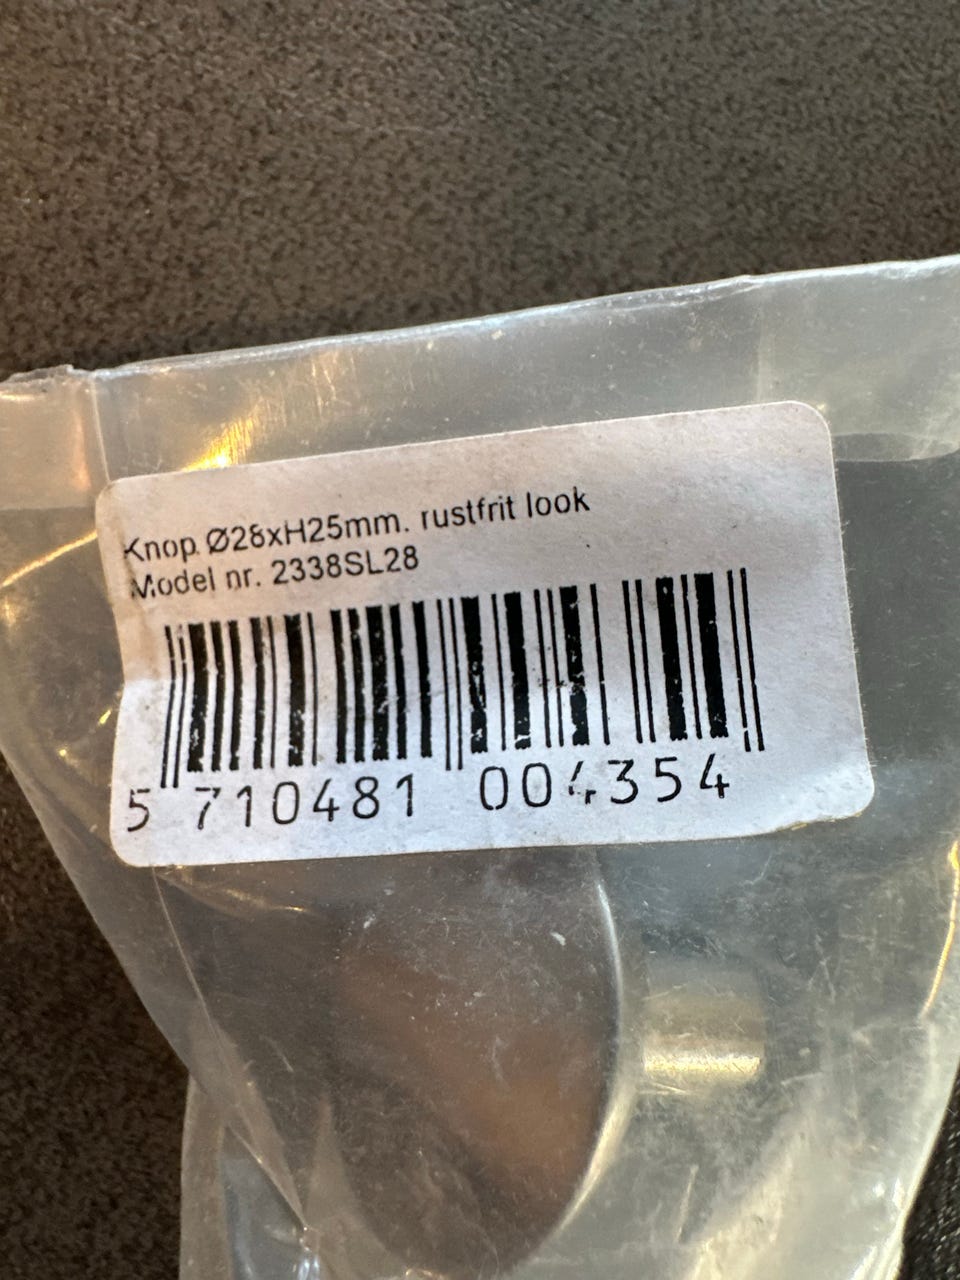 Knop Ø28xH25mm. rustfrit look
Model nr. 2338SL28
5 710481 004354